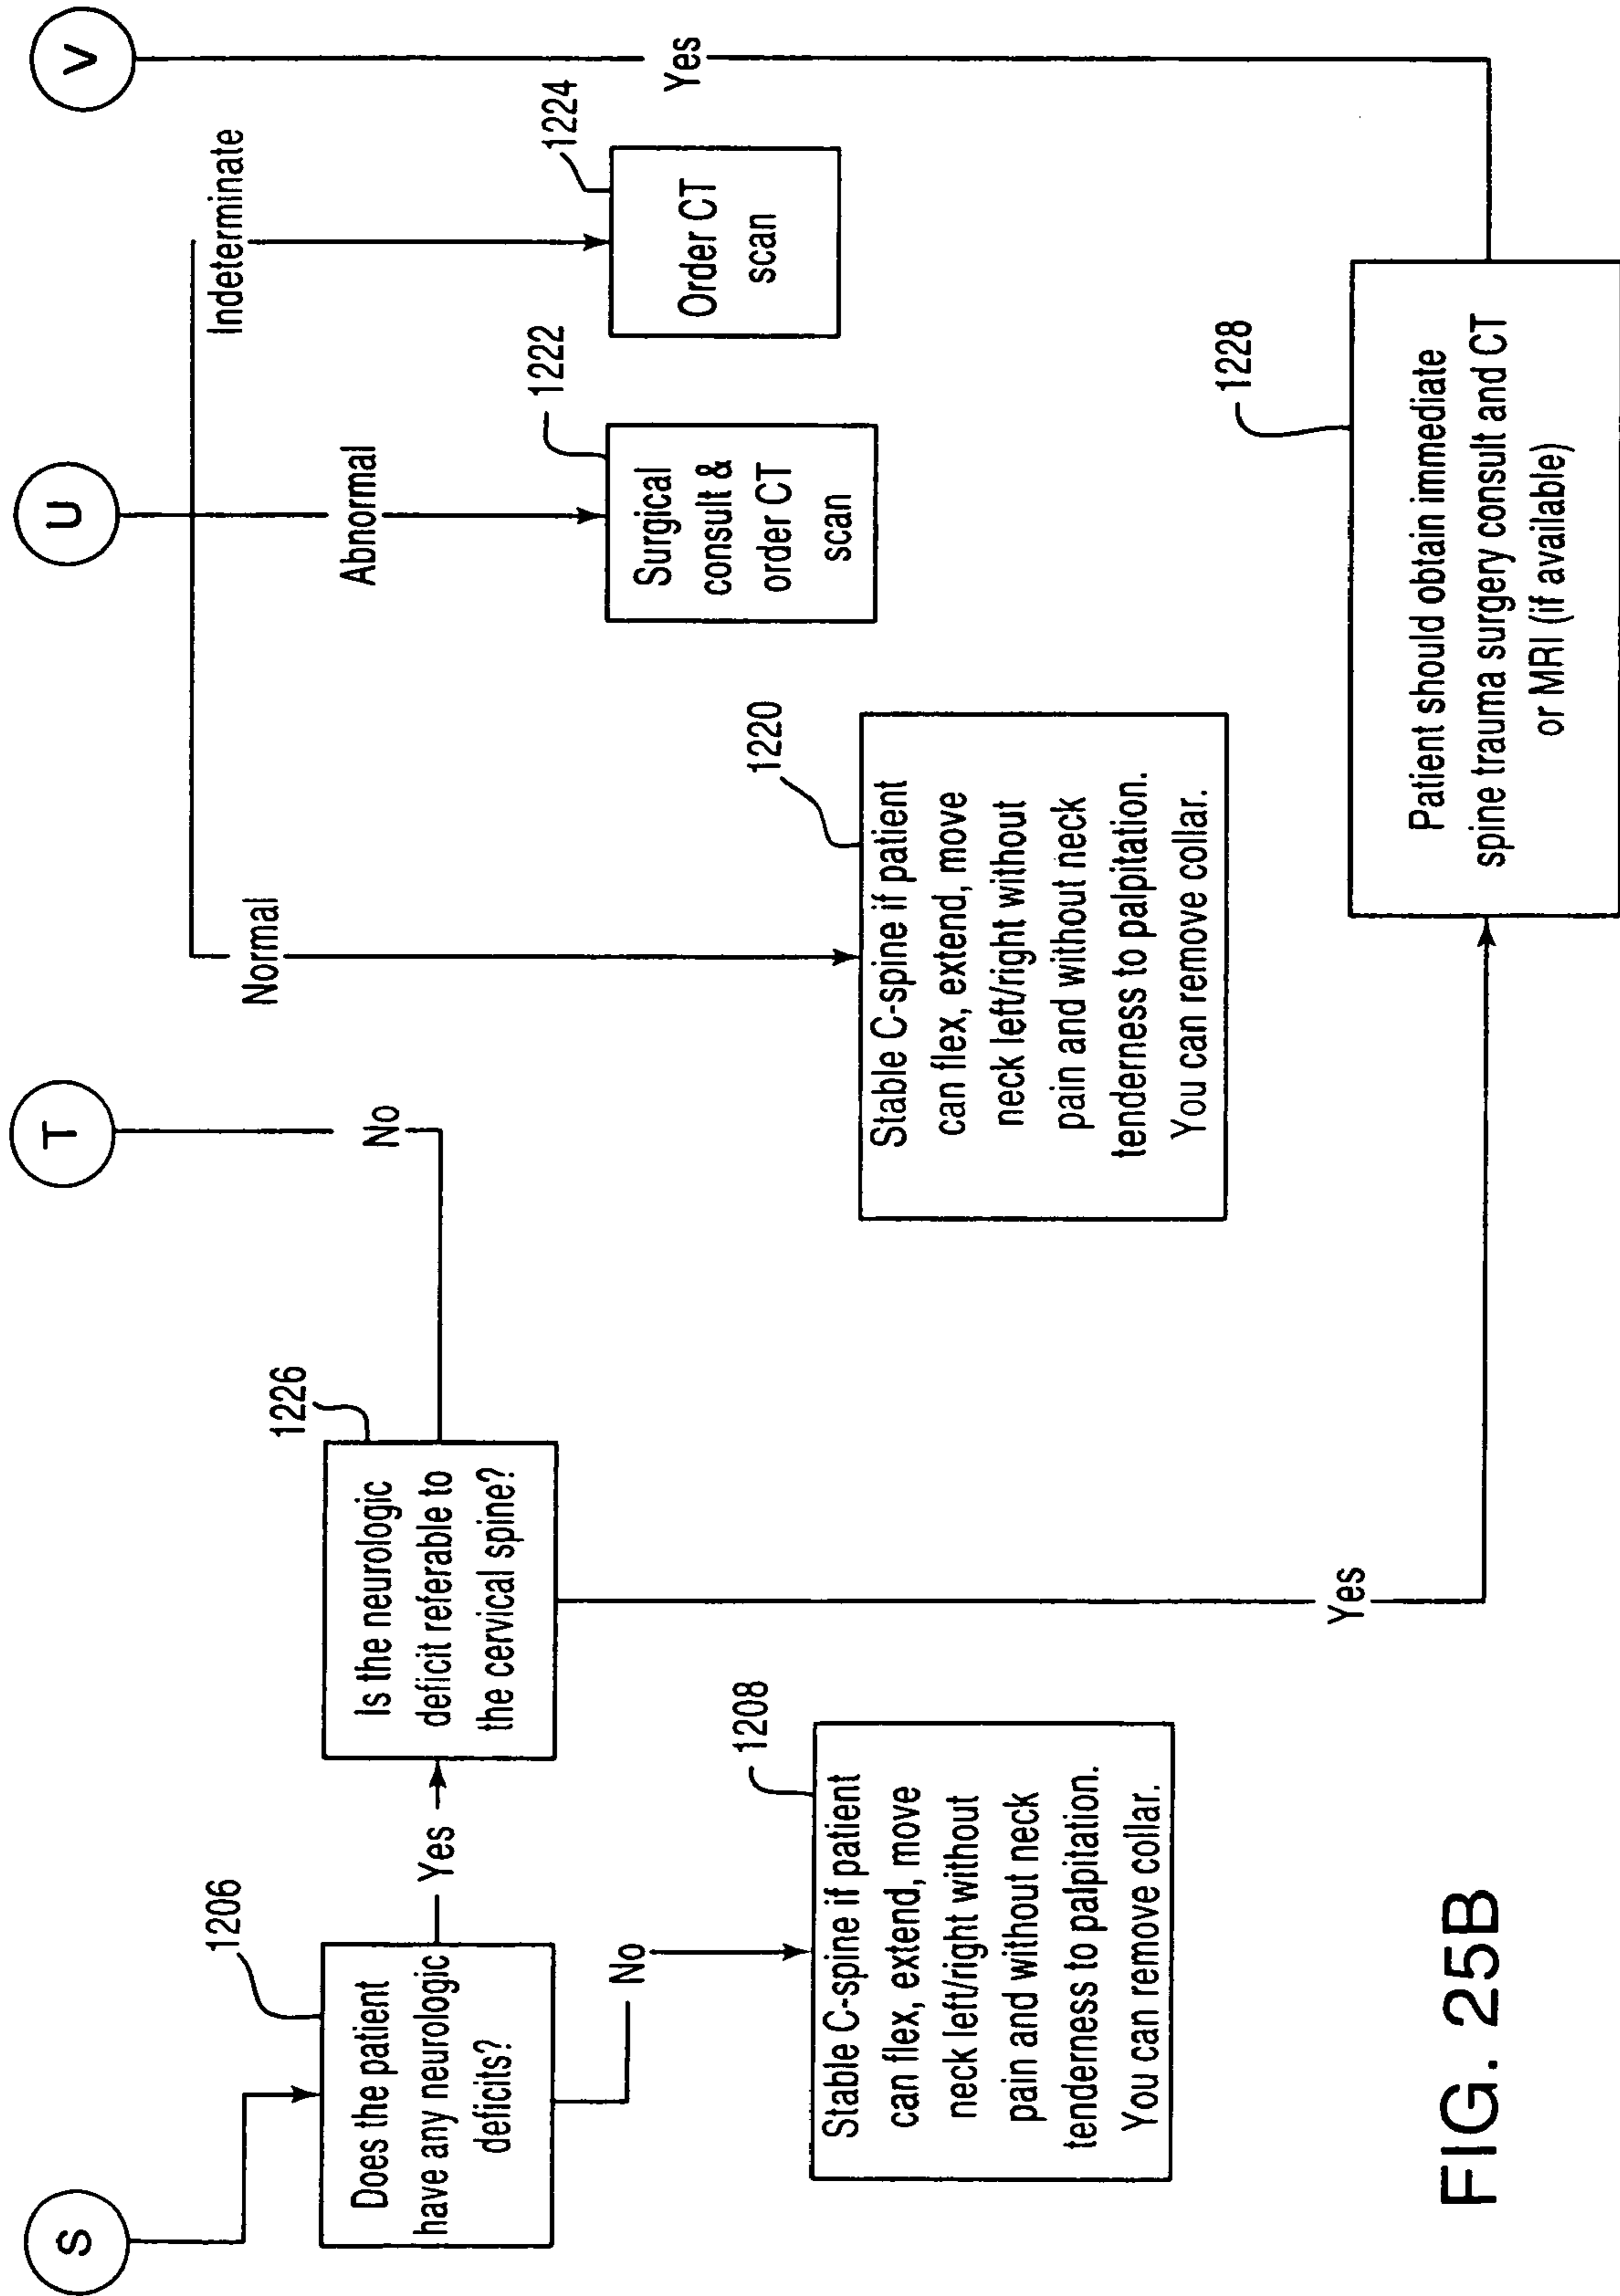 S
T
U
V
1206
Does the patient
have any neurologic
deficits?
Yes
No
1226
Is the neurologic
deficit referable to
the cervical spine?
No
Yes
1208
Stable C-spine if patient
can flex, extend, move
neck left/right without
pain and without neck
tenderness to palpitation.
You can remove collar.
Normal
Abnormal
Indeterminate
1220
Stable C-spine if patient
can flex, extend, move
neck left/right without
pain and without neck
tenderness to palpitation.
You can remove collar.
1222
Surgical
consult &
order CT
scan
1224
Order CT
scan
Yes
1228
Patient should obtain immediate
spine trauma surgery consult and CT
or MRI (if available)
FIG. 25B